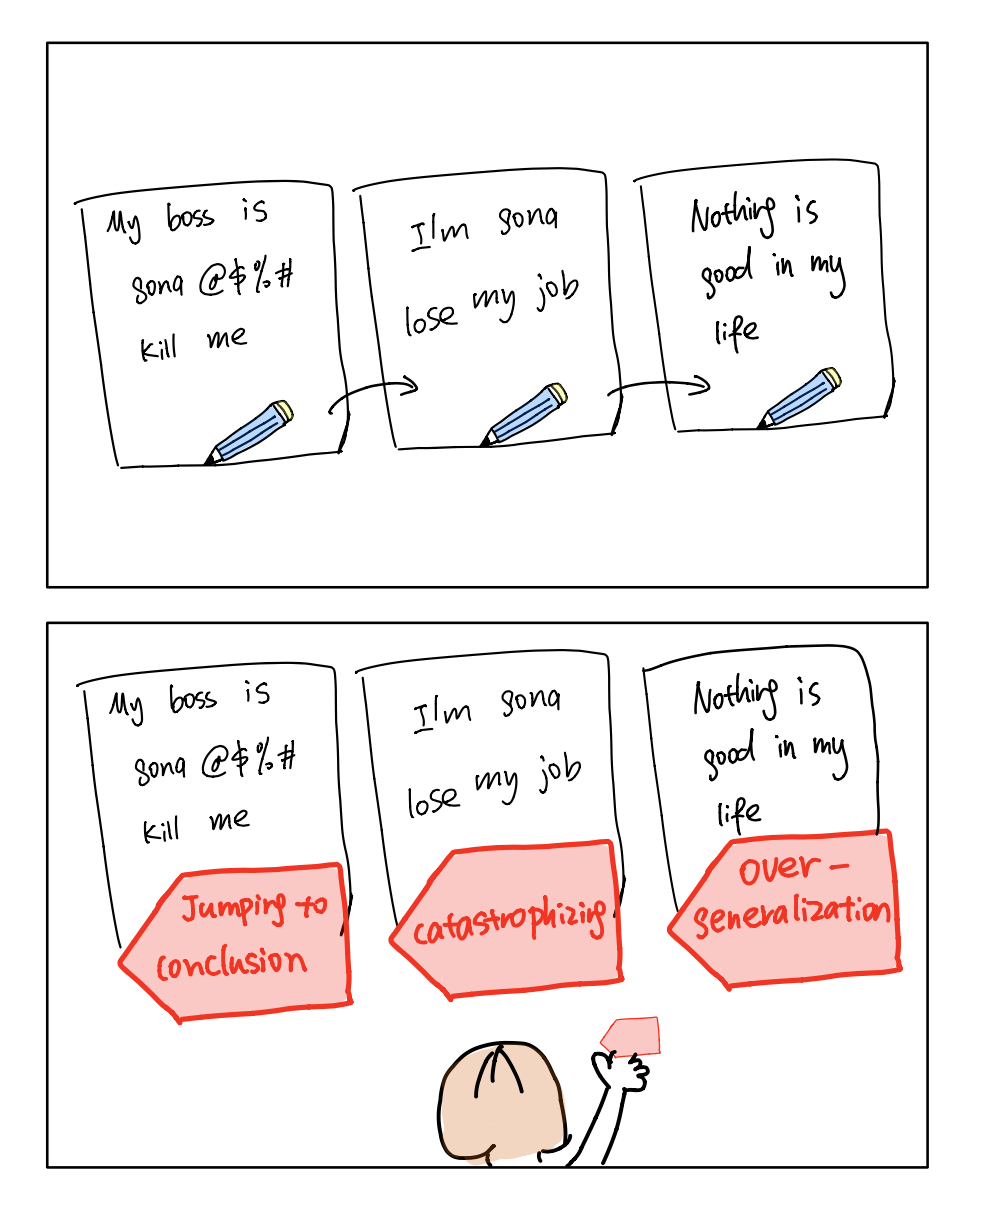 My boss is
gona @$%#
kill me
I'm gona
lose my job
Nothing is
good in my
life
My boss is
gona @$%#
kill me
Jumping to
conclusion
I'm gona
lose my job
catastrophizing
Nothing is
good in my
life
over-
generalization